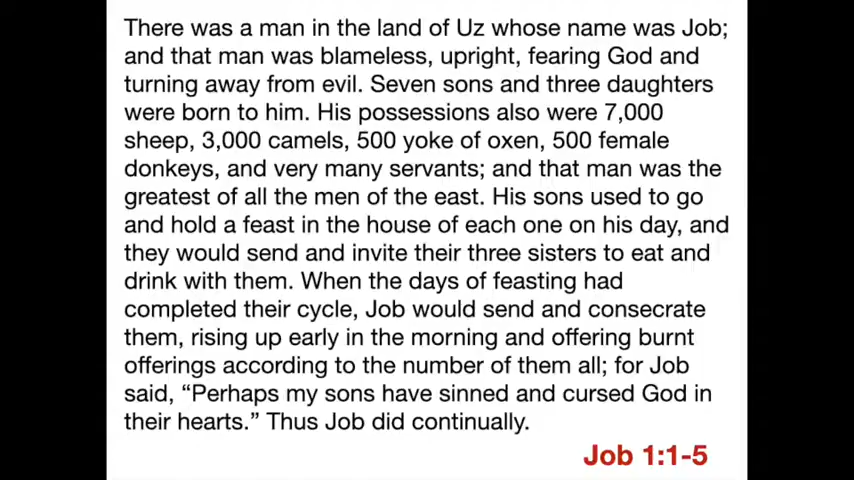 There was a man in the land of Uz whose name was Job;
and that man was blameless, upright, fearing God and
turning away from evil. Seven sons and three daughters
were born to him. His possessions also were 7,000
sheep, 3,000 camels, 500 yoke of oxen, 500 female
donkeys, and very many servants; and that man was the
greatest of all the men of the east. His sons used to go
and hold a feast in the house of each one on his day, and
they would send and invite their three sisters to eat and
drink with them. When the days of feasting had
completed their cycle, Job would send and consecrate
them, rising up early in the morning and offering burnt
offerings according to the number of them all; for Job
said, “Perhaps my sons have sinned and cursed God in
their hearts.” Thus Job did continually.
Job 1:1-5